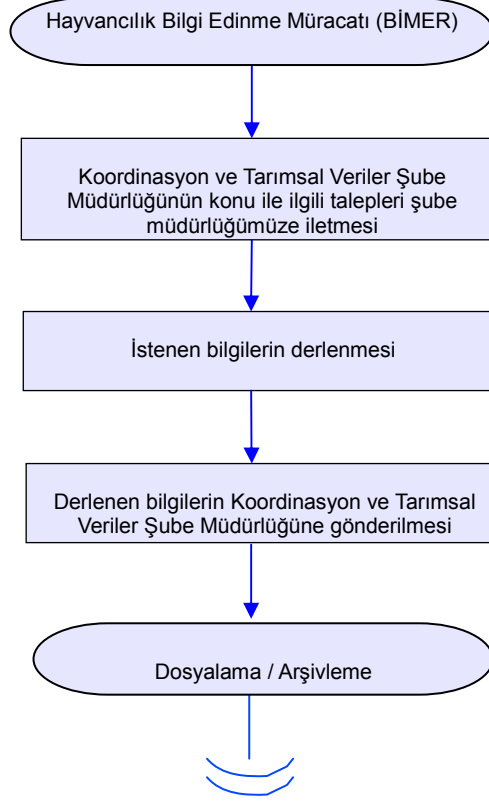 Hayvancılık Bilgi Edinme Müracatı (BİMER)
Koordinasyon ve Tarımsal Veriler Şube
Müdürlüğünün konu ile ilgili talepleri şube
müdürlüğümüze iletmesi
İstenen bilgilerin derlenmesi
Derlenen bilgilerin Koordinasyon ve Tarımsal
Veriler Şube Müdürlüğüne gönderilmesi
Dosyalama / Arşivleme